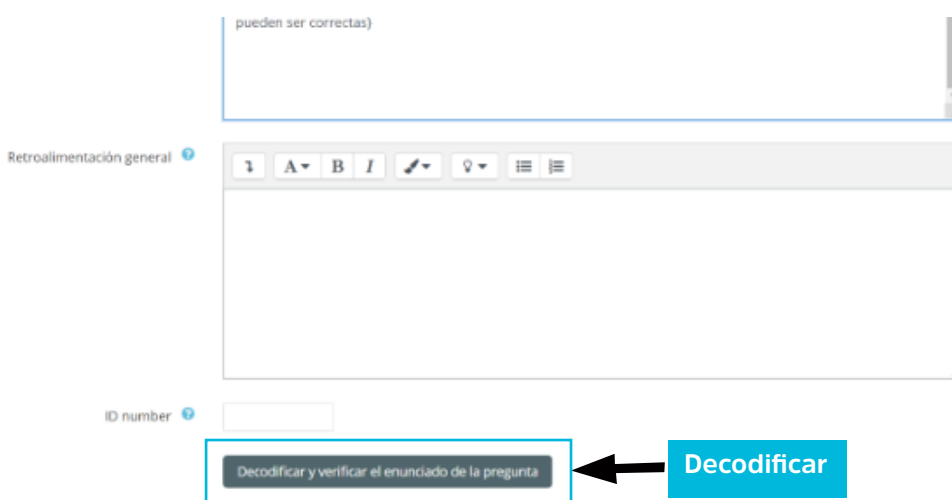 pueden ser correctas)
Retroalimentación general
A B I
ID number
Decodificar y verificar el enunciado de la pregunta
Decodificar